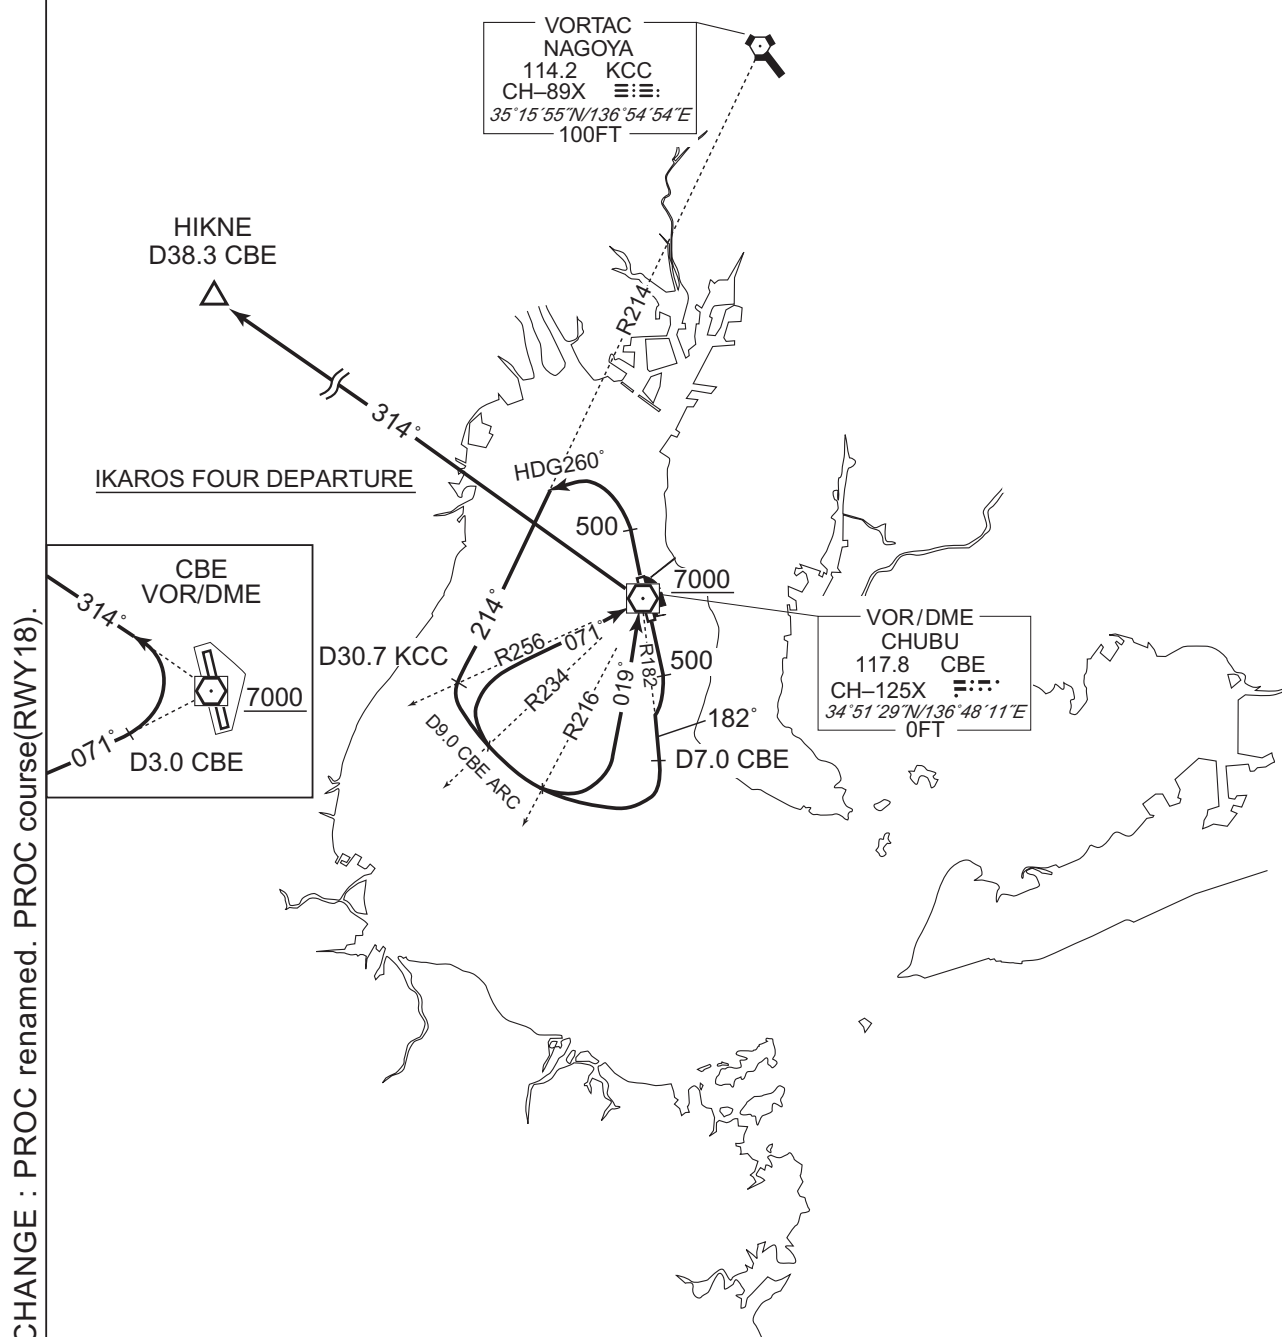 VORTAC
NAGOYA
114.2 KCC
CH–89X
35°15´55˝N/136°54´54˝E
100FT
HIKNE
D38.3 CBE
R214
314°
HDG260°
IKAROS FOUR DEPARTURE
500
CBE
VOR/DME
7000
314°
VOR/DME
CHUBU
117.8 CBE
CH–125X
34°51´29˝N/136°48´11˝E
0FT
214°
R256
071°
D30.7 KCC
R182
500
R234
019°
R216
7000
182°
D9.0 CBE ARC
071°
D3.0 CBE
D7.0 CBE
CHANGE : PROC renamed. PROC course(RWY18).